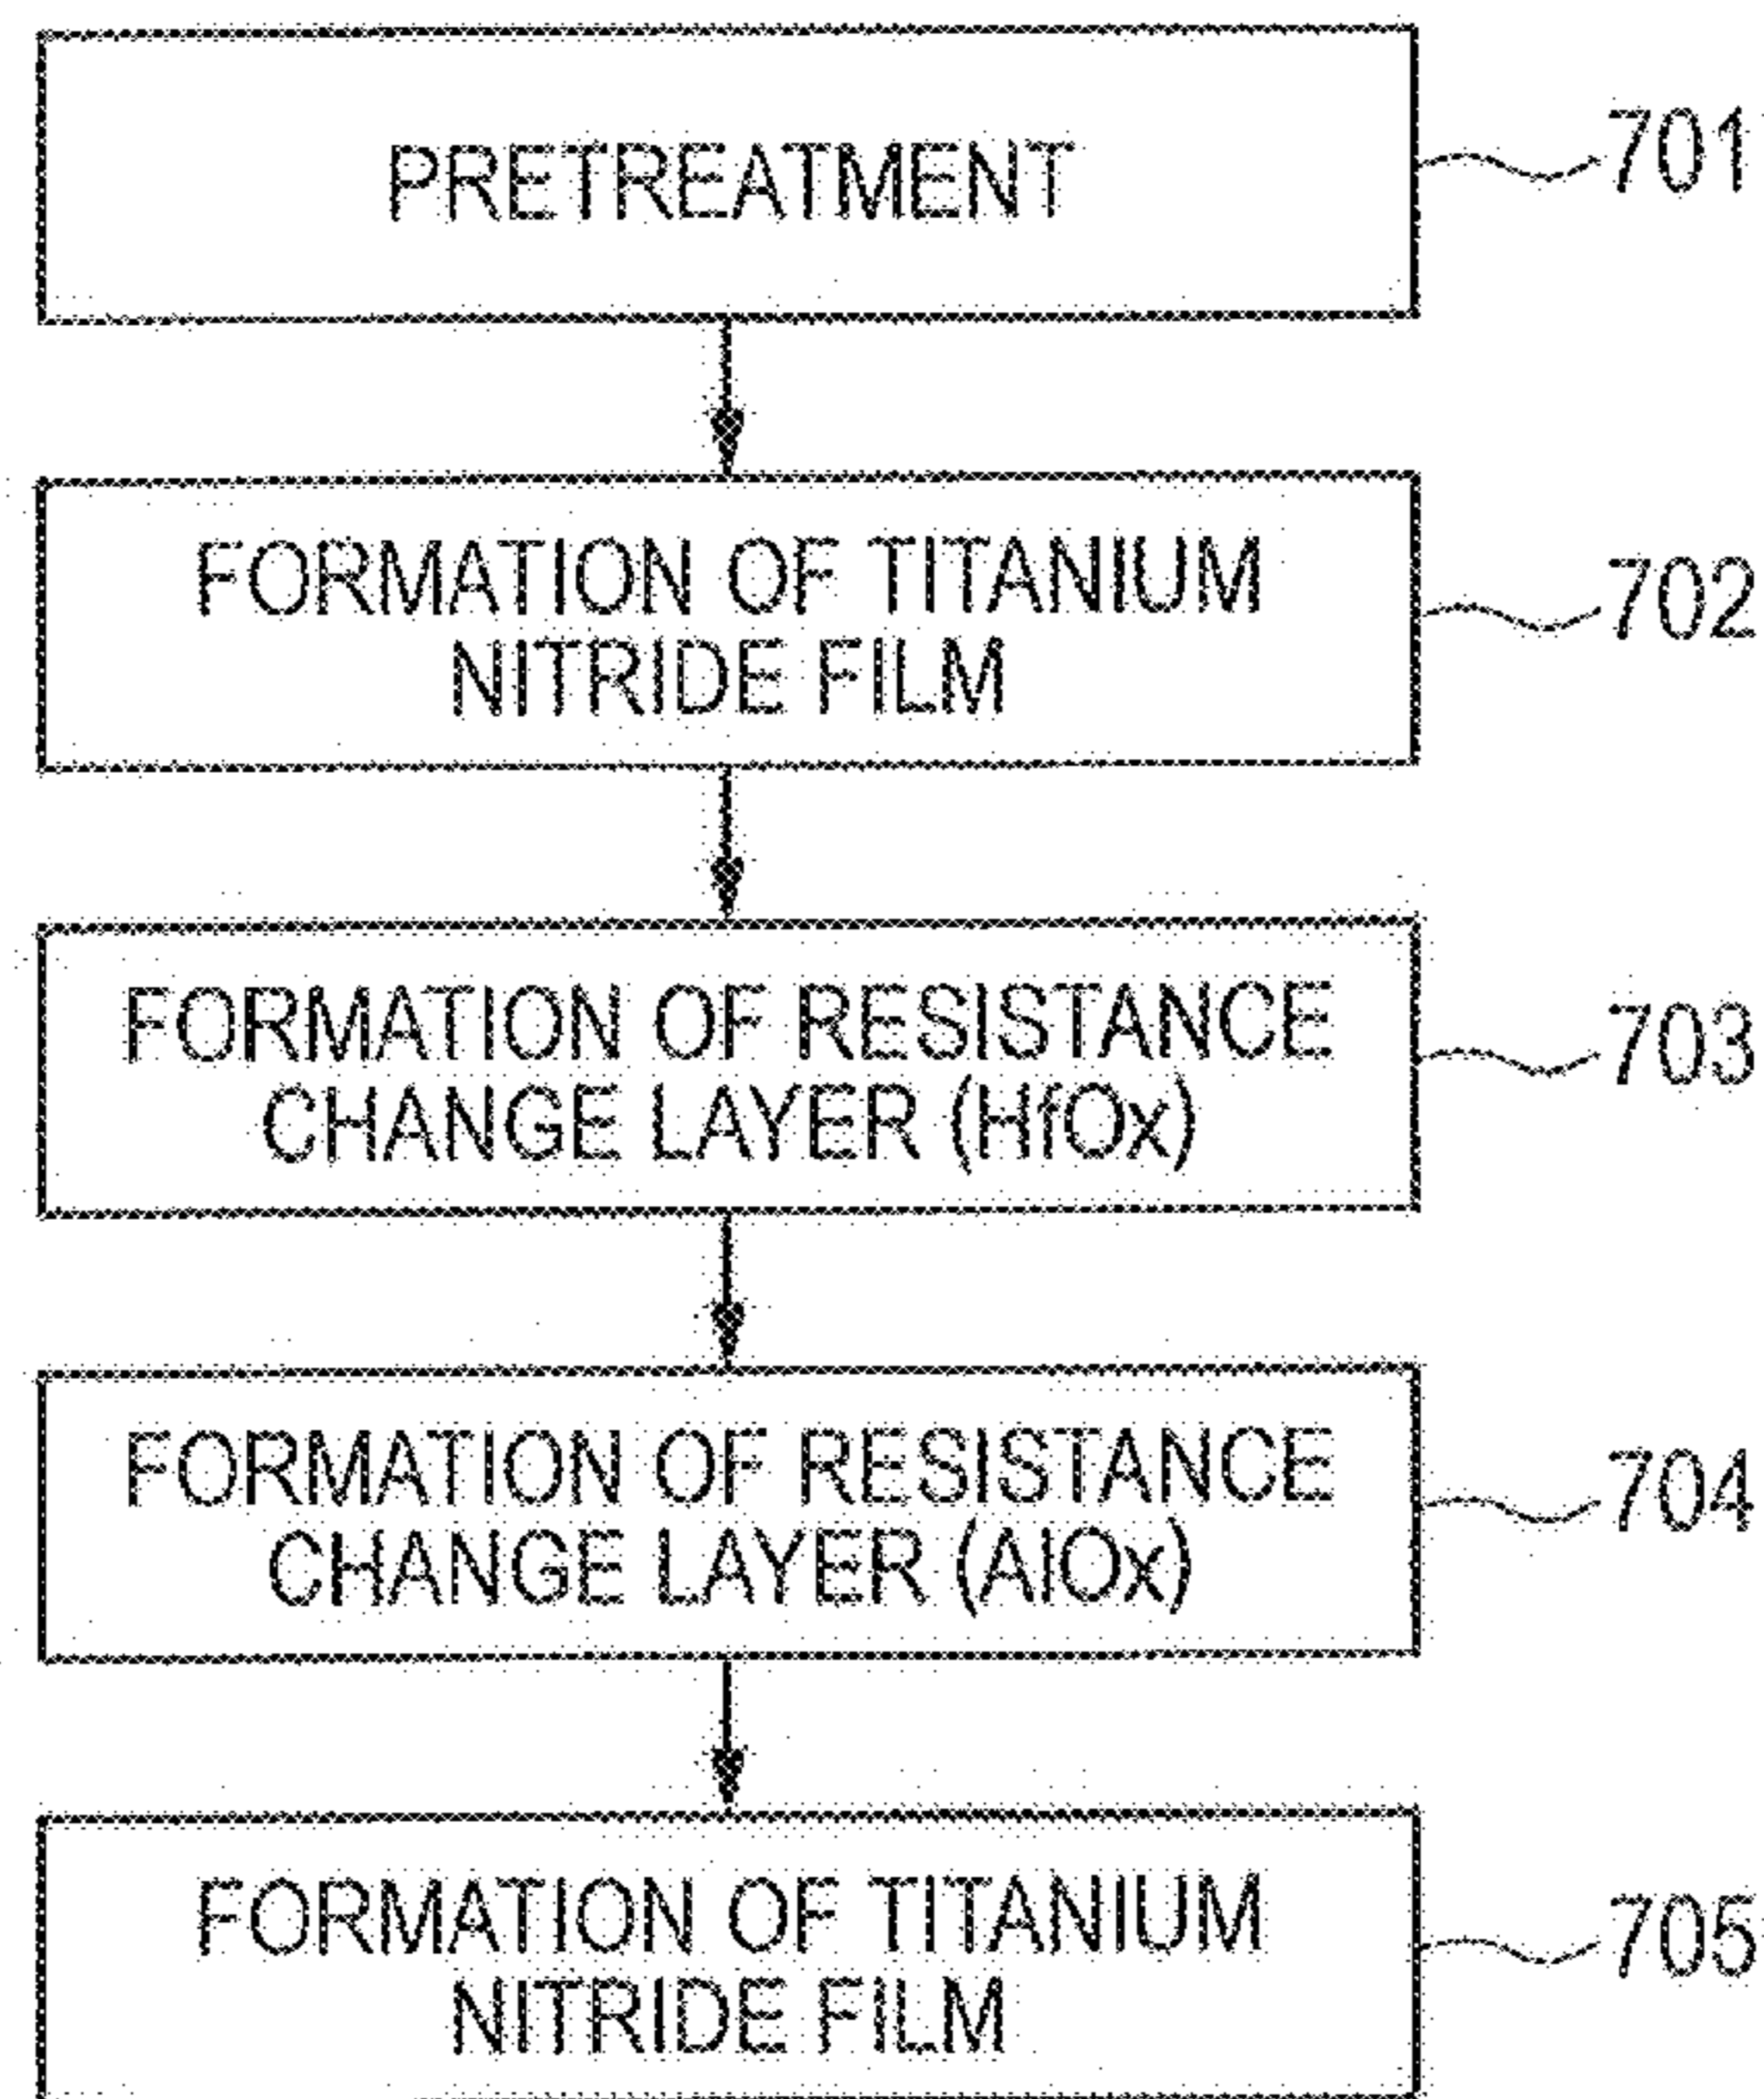 PRETREATMENT
701
FORMATION OF TITANIUM
NITRIDE FILM
702
FORMATION OF RESISTANCE
CHANGE LAYER (HfOx)
703
FORMATION OF RESISTANCE
CHANGE LAYER (AlOx)
704
FORMATION OF TITANIUM
NITRIDE FILM
705